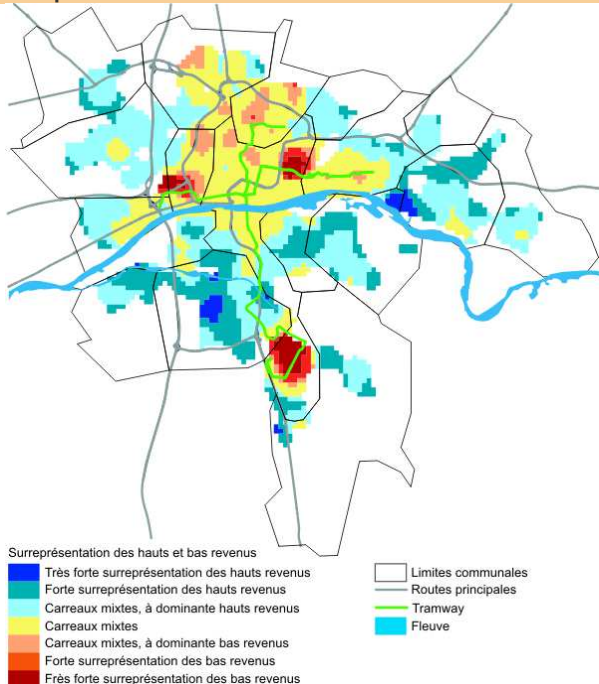 Surreprésentation des hauts et bas revenus
Très forte surreprésentation des hauts revenus
Forte surreprésentation des hauts revenus
Carreaux mixtes, à dominante hauts revenus
Carreaux mixtes
Carreaux mixtes, à dominante bas revenus
Forte surreprésentation des bas revenus
Frès forte surreprésentation des bas revenus
Limites communales
Routes principales
Tramway
Fleuve